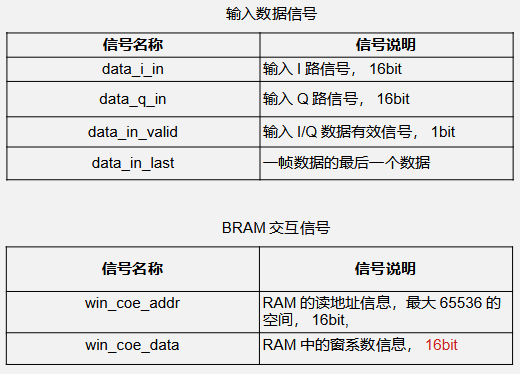 输入数据信号
信号名称 信号说明
data_i_in 输入 I 路信号， 16bit
data_q_in 输入 Q 路信号， 16bit
data_in_valid 输入 I/Q 数据有效信号， 1bit
data_in_last 一帧数据的最后一个数据
BRAM 交互信号
信号名称 信号说明
win_coe_addr RAM 的读地址信息，最大 65536 的
空间， 16bit,
win_coe_data RAM 中的窗系数信息， 16bit